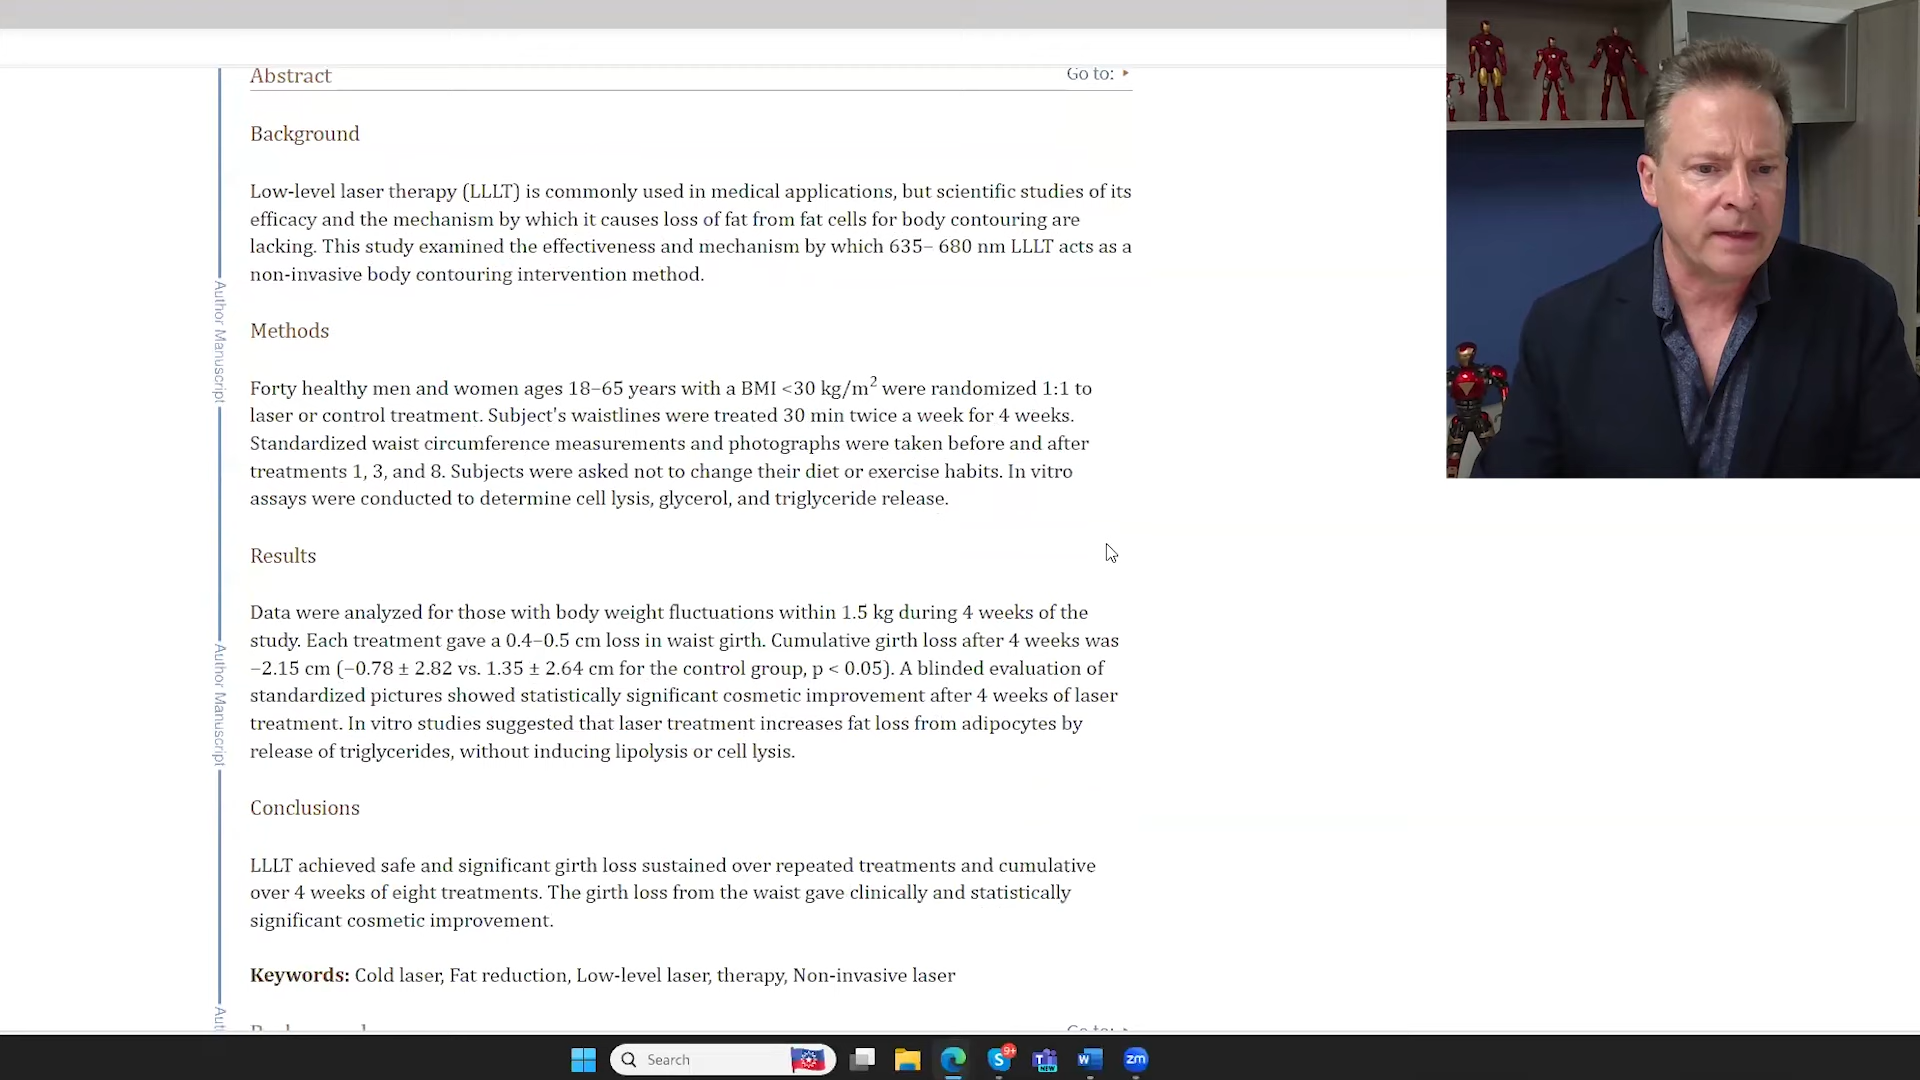 Abstract
Go to: ▸
Background
Low-level laser therapy (LLLT) is commonly used in medical applications, but scientific studies of its
efficacy and the mechanism by which it causes loss of fat from fat cells for body contouring are
lacking. This study examined the effectiveness and mechanism by which 635– 680 nm LLLT acts as a
non-invasive body contouring intervention method.
Methods
Forty healthy men and women ages 18–65 years with a BMI <30 kg/m² were randomized 1:1 to
laser or control treatment. Subject's waistlines were treated 30 min twice a week for 4 weeks.
Standardized waist circumference measurements and photographs were taken before and after
treatments 1, 3, and 8. Subjects were asked not to change their diet or exercise habits. In vitro
assays were conducted to determine cell lysis, glycerol, and triglyceride release.
Results
Data were analyzed for those with body weight fluctuations within 1.5 kg during 4 weeks of the
study. Each treatment gave a 0.4–0.5 cm loss in waist girth. Cumulative girth loss after 4 weeks was
−2.15 cm (−0.78 ± 2.82 vs. 1.35 ± 2.64 cm for the control group, p < 0.05). A blinded evaluation of
standardized pictures showed statistically significant cosmetic improvement after 4 weeks of laser
treatment. In vitro studies suggested that laser treatment increases fat loss from adipocytes by
release of triglycerides, without inducing lipolysis or cell lysis.
Conclusions
LLLT achieved safe and significant girth loss sustained over repeated treatments and cumulative
over 4 weeks of eight treatments. The girth loss from the waist gave clinically and statistically
significant cosmetic improvement.
Keywords: Cold laser, Fat reduction, Low-level laser, therapy, Non-invasive laser
Author Manuscript
Author Manuscript
Aut
Search
S 9+
T NEW
W
zm